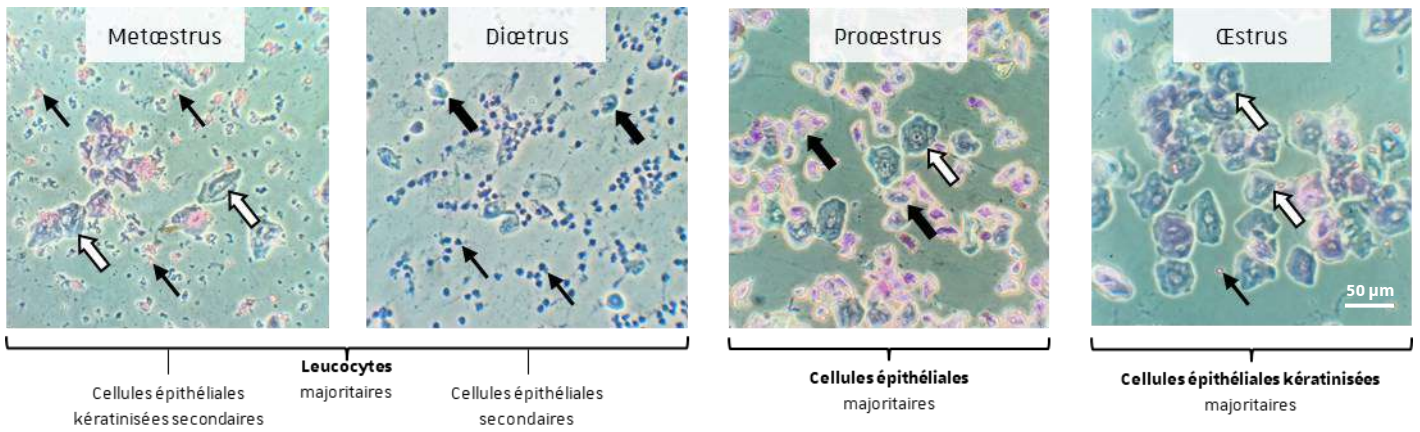 Metœstrus
Diœtrus
Proœstrus
Œstrus
50 µm
Leucocytes
majoritaires
Cellules épithéliales
kératinisées secondaires
Cellules épithéliales
secondaires
Cellules épithéliales
majoritaires
Cellules épithéliales kératinisées
majoritaires